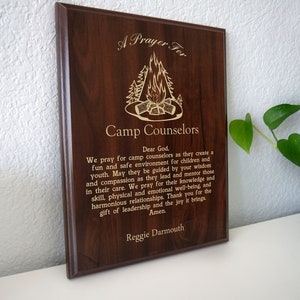 A Prayer For
Camp Counselors
Dear God,
We pray for camp counselors as they create a
fun and safe environment for children and
youth. May they be guided by your wisdom
and compassion as they lead and mentor those
in their care. We pray for their knowledge and
skill, physical and emotional well-being, and
harmonious relationships. Thank you for the
gift of leadership and the joy it brings.
Amen.
Reggie Darmouth